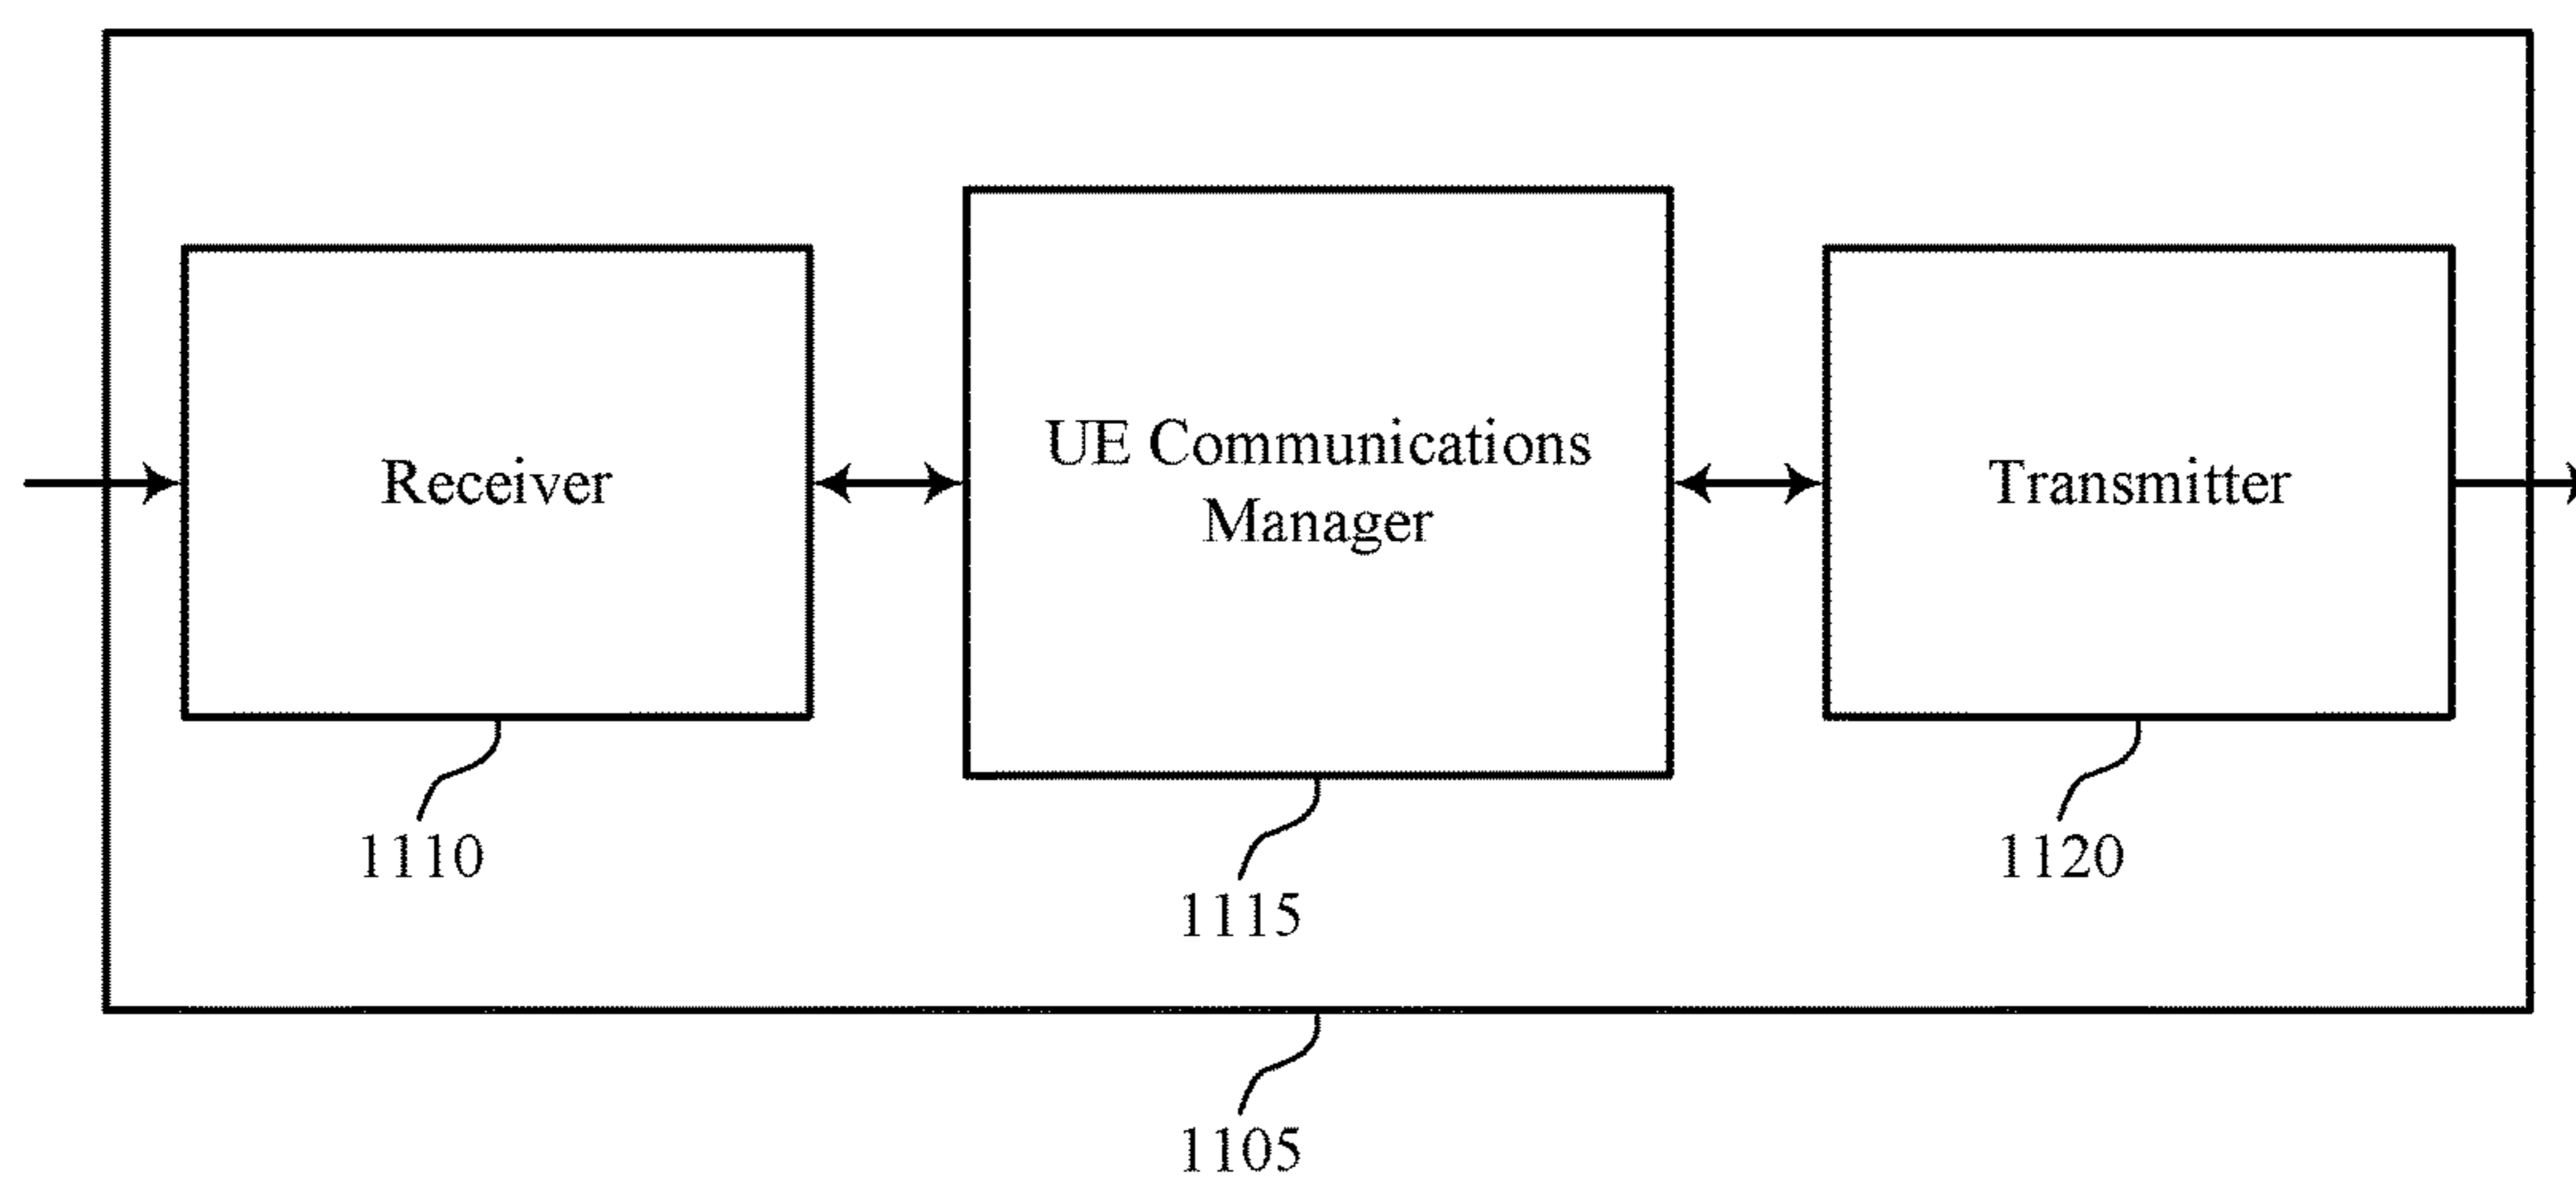 Receiver
UE Communications
Manager
Transmitter
1110
1115
1120
1105